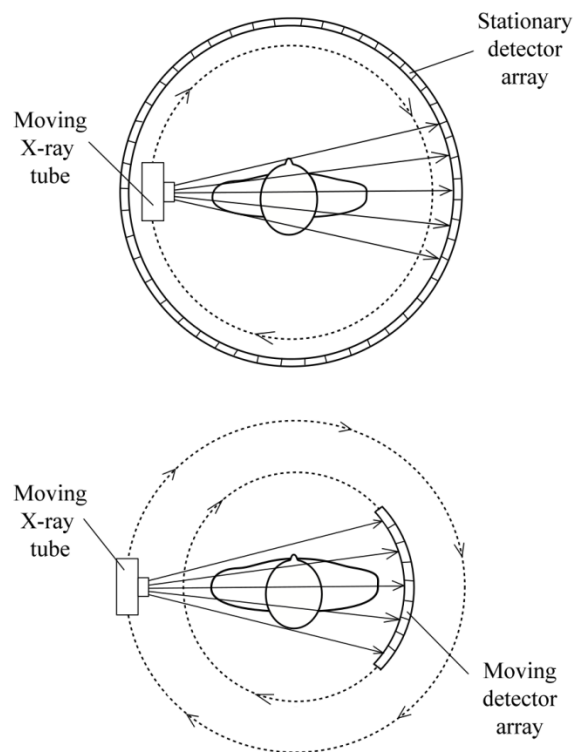 Stationary
detector
array
Moving
X-ray
tube
Moving
X-ray
tube
Moving
detector
array